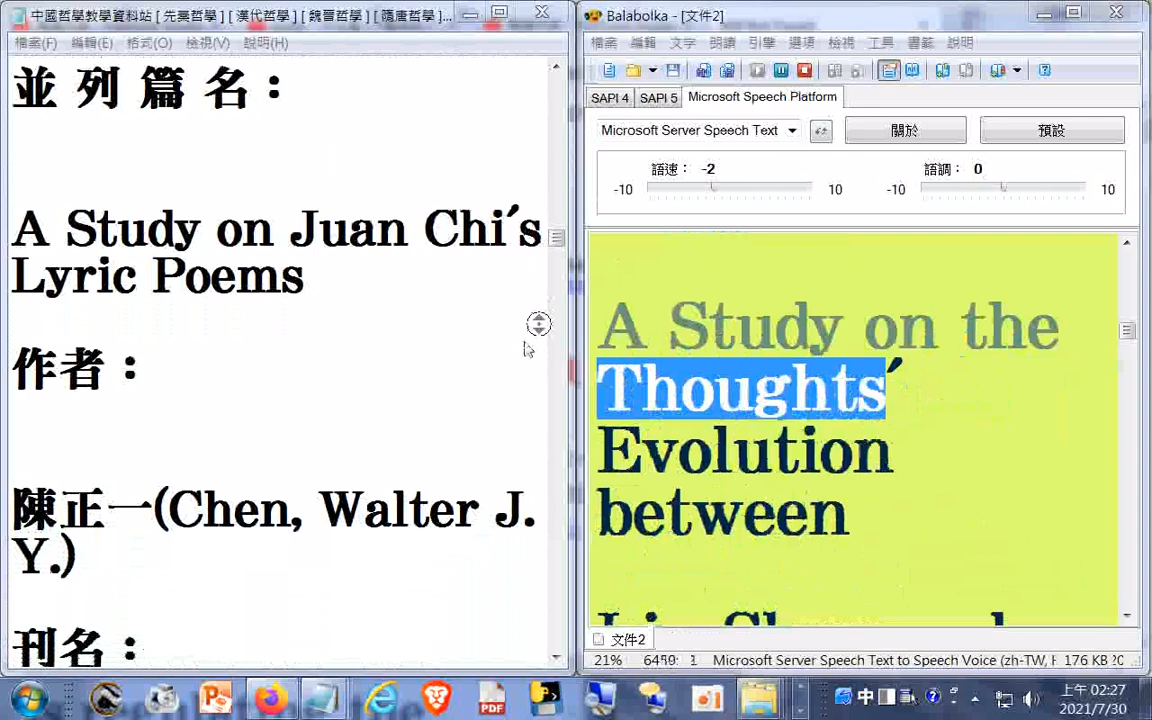 中國哲學教學資料站 [ 先秦哲學 ] [ 漢代哲學 ] [ 魏晉哲學 ] [ 隋唐哲學 ]...
檔案(F) 編輯(E) 格式(O) 檢視(V) 說明(H)
並 列 篇 名：
A Study on Juan Chi′s
Lyric Poems
作者：
陳正一(Chen, Walter J.
Y.)
刊名：
Balabolka - [文件2]
檔案 編輯 文字 朗讀 引擎 選項 檢視 工具 書籤 說明
SAPI 4 SAPI 5 Microsoft Speech Platform
Microsoft Server Speech Text 關於 預設
語速： -2 語調： 0
-10 10 -10 10
A Study on the
Thoughts′
Evolution
between
文件2
21% 6450: 1 Microsoft Server Speech Text to Speech Voice (zh-TW, H 176 KB
中
上午 02:27
2021/7/30